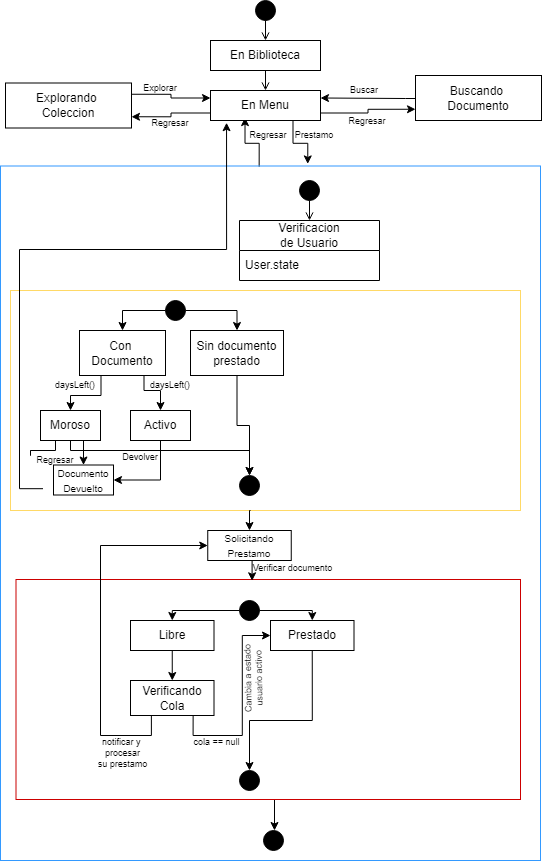 En Biblioteca
Explorar
Buscar
Explorando
Coleccion
En Menu
Buscando
Documento
Regresar
Regresar
Regresar
Prestamo
Verificacion
de Usuario
User.state
Con
Documento
Sin documento
prestado
daysLeft()
daysLeft()
Moroso
Activo
Regresar
Devolver
Documento
Devuelto
Solicitando
Prestamo
Verificar documento
Libre
Prestado
Cambia a estado
usuario activo
Verificando
Cola
notificar y
procesar
su prestamo
cola == null